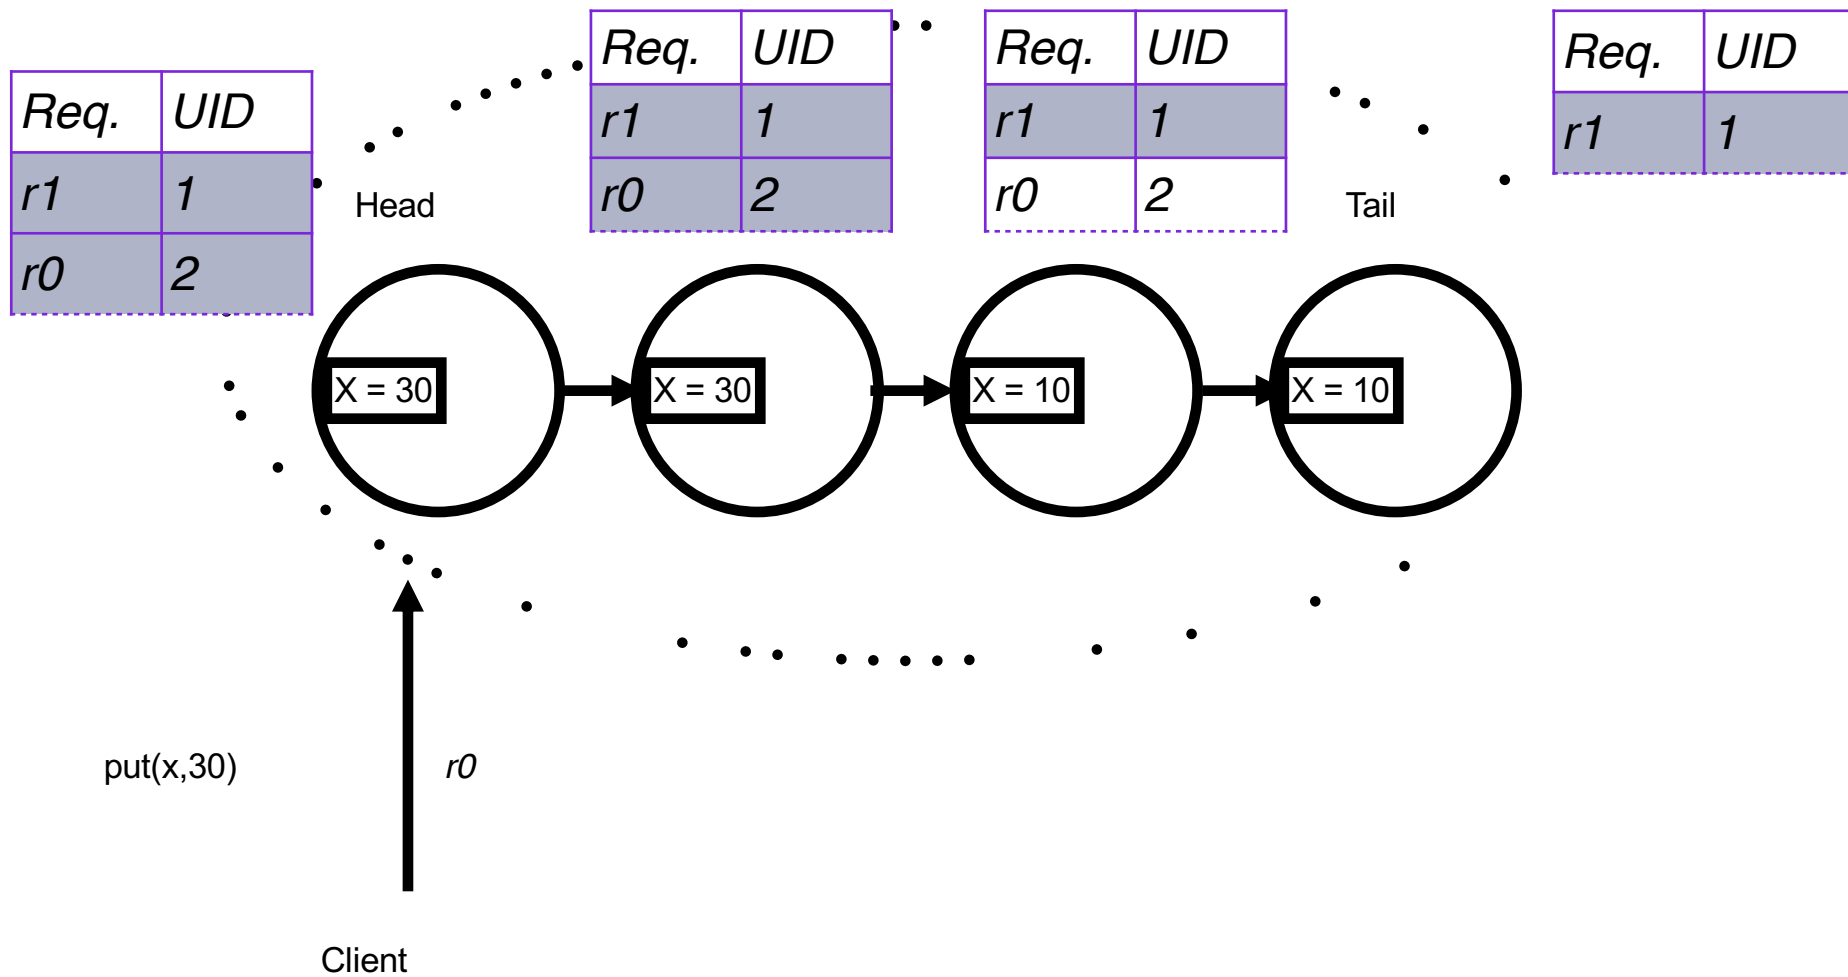 Req. UID
r1 1
r0 2
Req. UID
r1 1
r0 2
Req. UID
r1 1
r0 2
Req. UID
r1 1
Head
Tail
X = 30
X = 30
X = 10
X = 10
put(x,30)
r0
Client